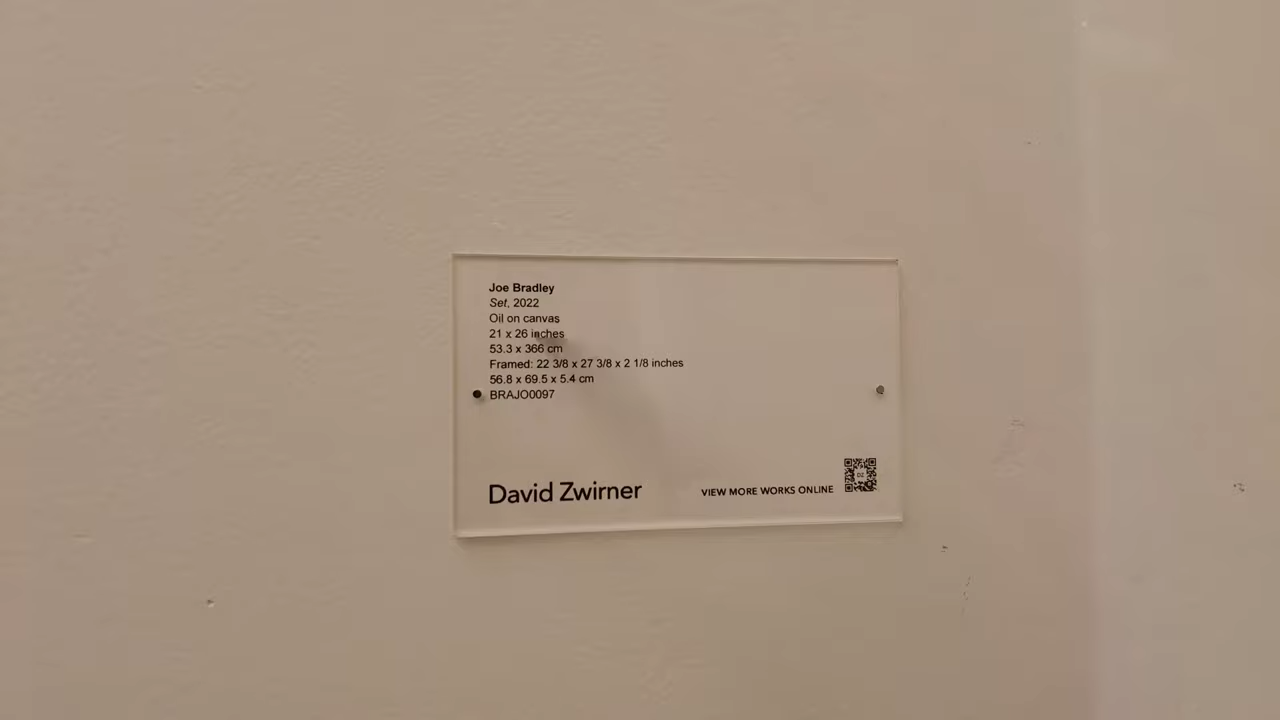 Joe Bradley
Set, 2022
Oil on canvas
21 x 26 inches
53.3 x 366 cm
Framed: 22 3/8 x 27 3/8 x 2 1/8 inches
56.8 x 69.5 x 5.4 cm
BRAJO0097
David Zwirner
VIEW MORE WORKS ONLINE
DZ